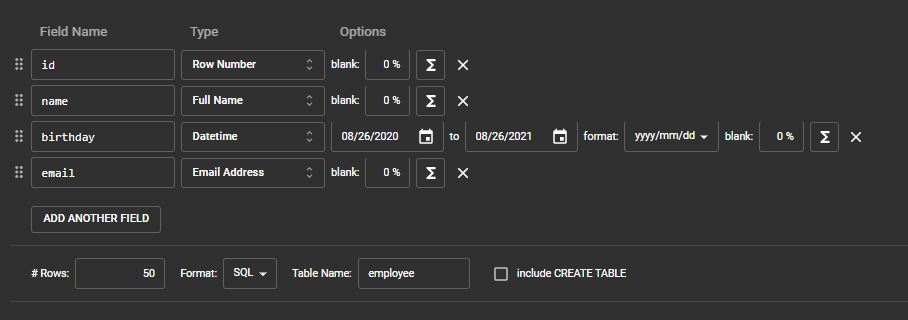 Field Name Type Options
id Row Number blank: 0 % Σ
name Full Name blank: 0 % Σ
birthday Datetime 08/26/2020 to 08/26/2021 format: yyyy/mm/dd blank: 0 % Σ
email Email Address blank: 0 % Σ
ADD ANOTHER FIELD
# Rows: 50 Format: SQL Table Name: employee include CREATE TABLE